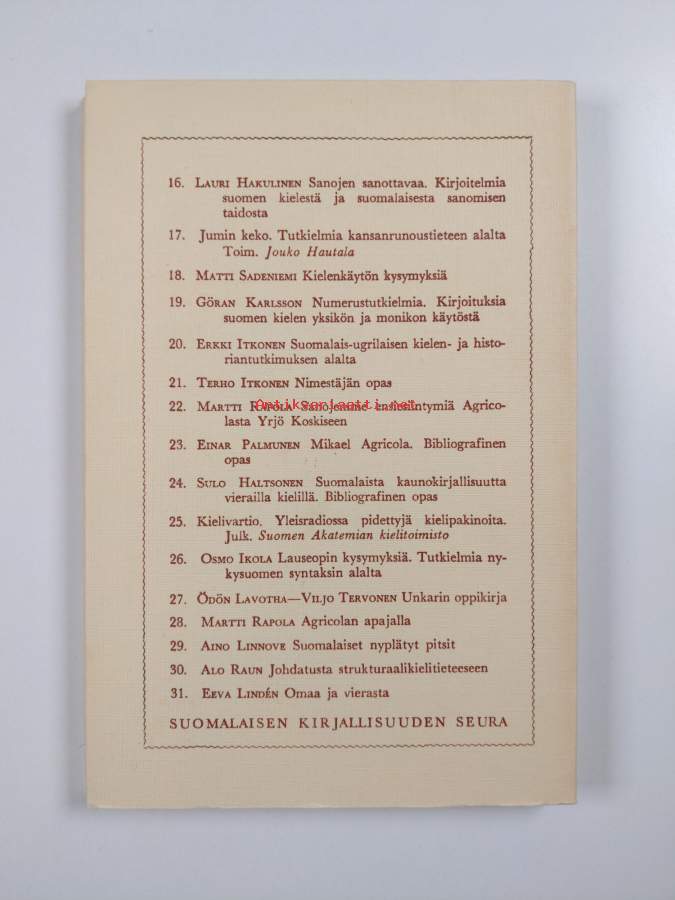 16. Lauri Hakulinen Sanojen sanottavaa. Kirjoitelmia
suomen kielestä ja suomalaisesta sanomisen
taidosta
17. Jumin keko. Tutkielmia kansanrunoustieteen alalta
Toim. Jouko Hautala
18. Matti Sadeniemi Kielenkäytön kysymyksiä
19. Göran Karlsson Numerustutkielmia. Kirjoituksia
suomen kielen yksikön ja monikon käytöstä
20. Erkki Itkonen Suomalais-ugrilaisen kielen- ja histo-
riantutkimuksen alalta
21. Terho Itkonen Nimestäjän opas
Antikvariaatti.net
22. Martti Rapola Sanojemme ensiesiintymiä Agrico-
lasta Yrjö Koskiseen
23. Einar Palmunen Mikael Agricola. Bibliografinen
opas
24. Sulo Haltsonen Suomalaista kaunokirjallisuutta
vierailla kielillä. Bibliografinen opas
25. Kielivartio. Yleisradiossa pidettyjä kielipakinoita.
Julk. Suomen Akatemian kielitoimisto
26. Osmo Ikola Lauseopin kysymyksiä. Tutkielmia ny-
kysuomen syntaksin alalta
27. Ödön Lavotha—Viljo Tervonen Unkarin oppikirja
28. Martti Rapola Agricolan apajalla
29. Aino Linnove Suomalaiset nyplätyt pitsit
30. Alo Raun Johdatusta strukturaalikielitieteeseen
31. Eeva Lindén Omaa ja vierasta
SUOMALAISEN KIRJALLISUUDEN SEURA